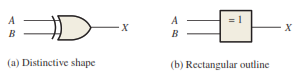 A
B
X
(a) Distinctive shape
A
B
= 1
X
(b) Rectangular outline